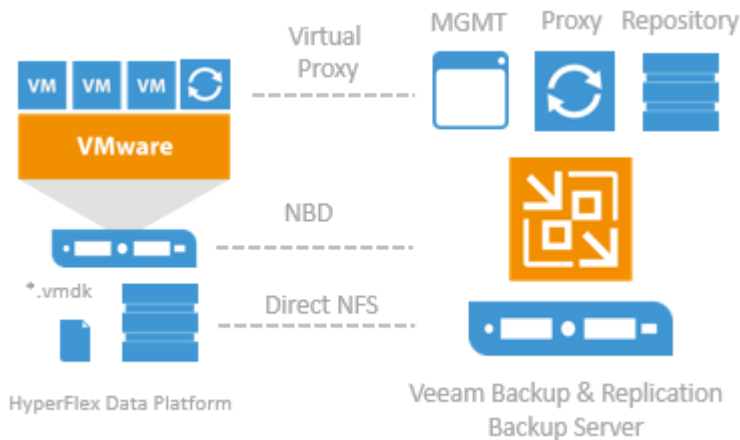 Virtual
Proxy
MGMT
Proxy
Repository
VM
VM
VM
VMware
NBD
*.vmdk
Direct NFS
HyperFlex Data Platform
Veeam Backup & Replication
Backup Server